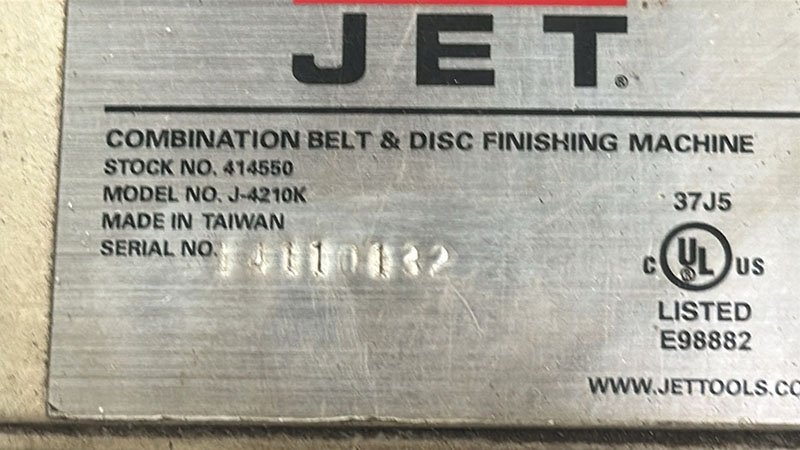 JET®
COMBINATION BELT & DISC FINISHING MACHINE
STOCK NO. 414550
MODEL NO. J-4210K
MADE IN TAIWAN
SERIAL NO.
37J5
C UL® US
LISTED
E98882
WWW.JETTOOLS.CO